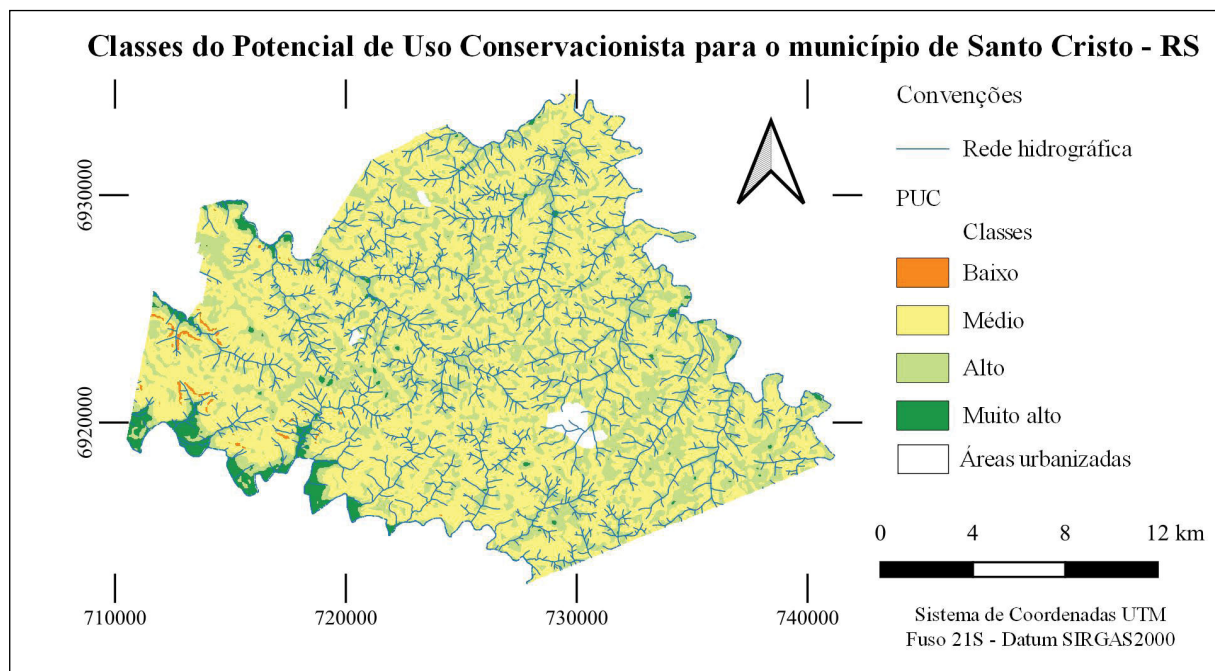 Classes do Potencial de Uso Conservacionista para o município de Santo Cristo - RS
Convenções
Rede hidrográfica
PUC
Classes
Baixo
Médio
Alto
Muito alto
Áreas urbanizadas
0 4 8 12 km
Sistema de Coordenadas UTM
Fuso 21S - Datum SIRGAS2000
6930000
6920000
710000 720000 730000 740000